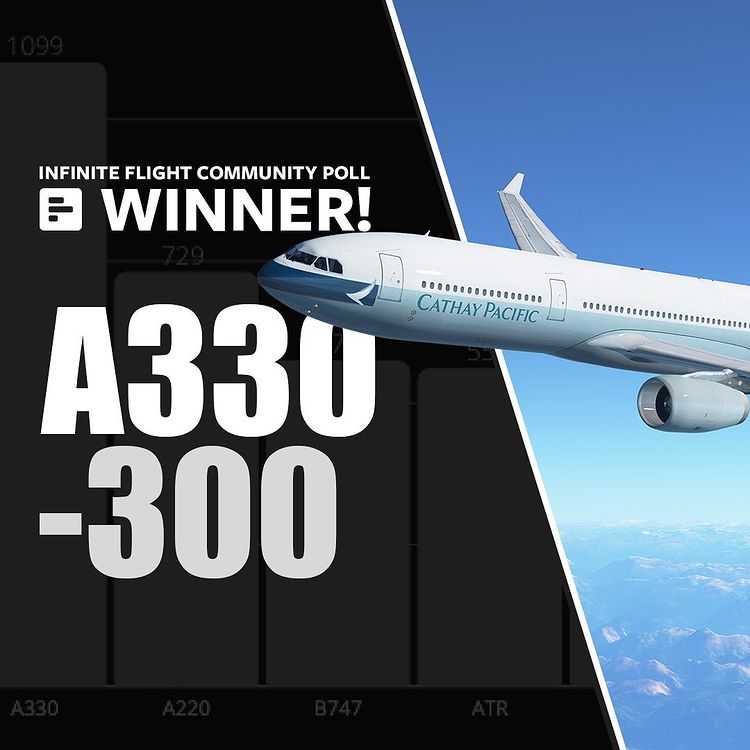 1099
INFINITE FLIGHT COMMUNITY POLL
WINNER!
729
CATHAY PACIFIC
A330
-300
A330
A220
B747
ATR